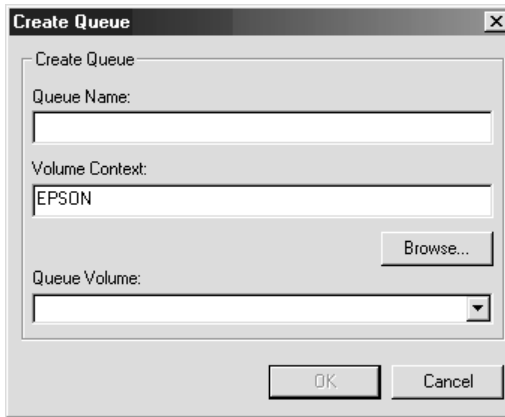 Create Queue
Create Queue
Queue Name:
Volume Context:
EPSON
Browse...
Queue Volume:
OK
Cancel